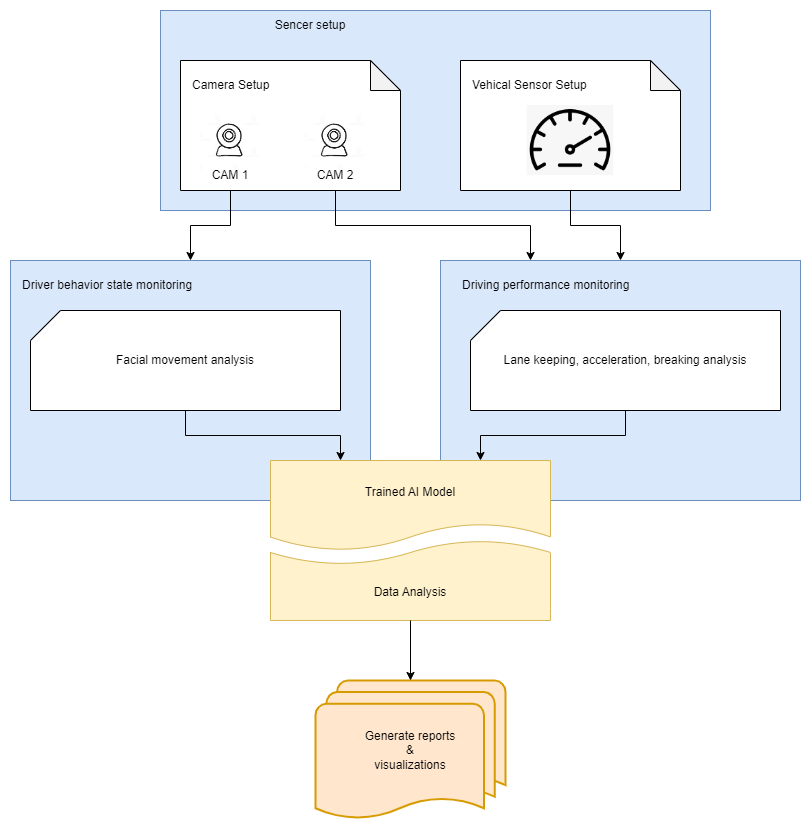 Sencer setup
Camera Setup
Vehical Sensor Setup
CAM 1
CAM 2
Driver behavior state monitoring
Driving performance monitoring
Facial movement analysis
Lane keeping, acceleration, breaking analysis
Trained AI Model
Data Analysis
Generate reports
&
visualizations